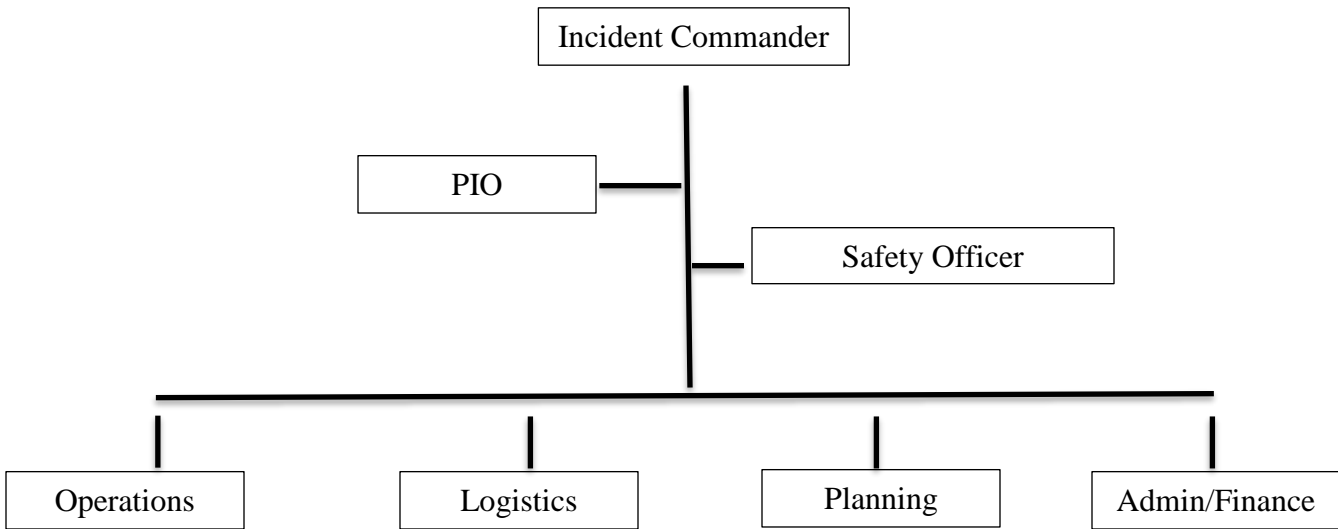 Incident Commander
PIO
Safety Officer
Operations
Logistics
Planning
Admin/Finance